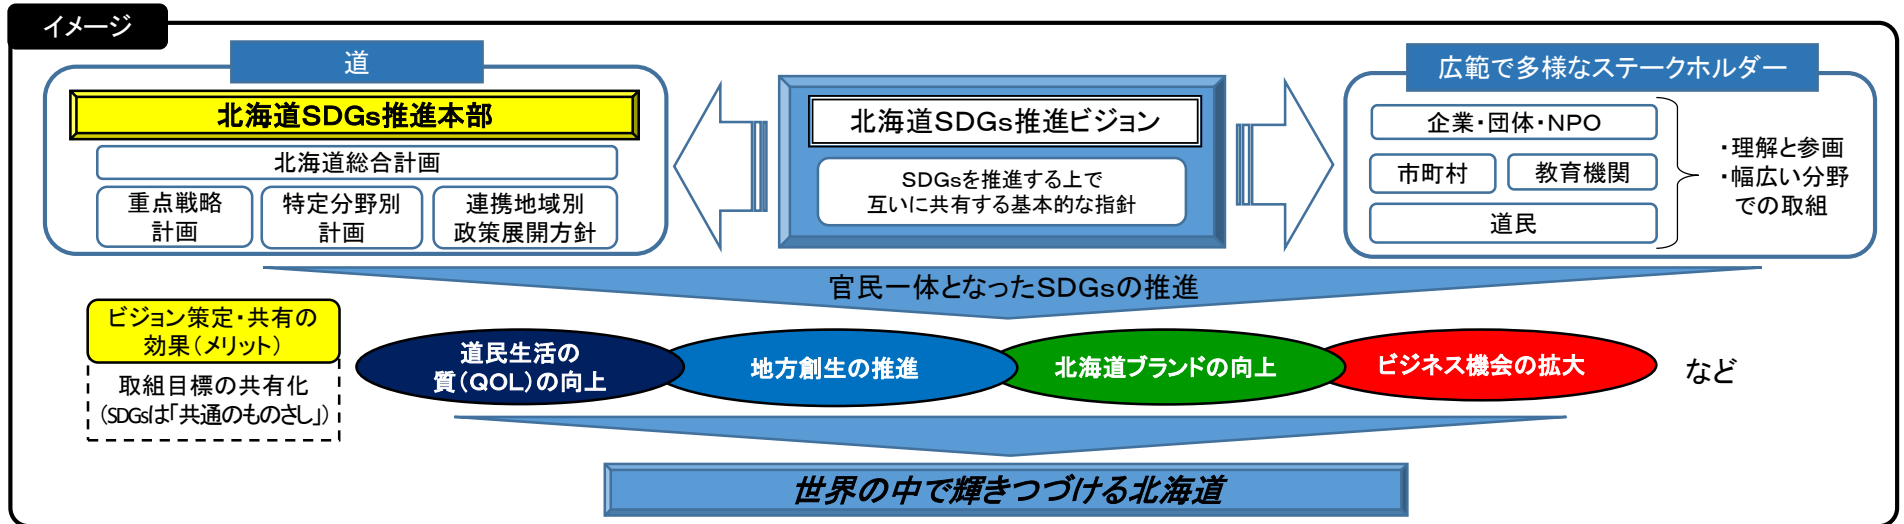 イメージ
道
北海道SDGs推進本部
北海道総合計画
重点戦略
計画
特定分野別
計画
連携地域別
政策展開方針
北海道SDGs推進ビジョン
SDGsを推進する上で
互いに共有する基本的な指針
広範で多様なステークホルダー
企業・団体・NPO
市町村
教育機関
道民
・理解と参画
・幅広い分野
での取組
官民一体となったSDGsの推進
ビジョン策定・共有の
効果(メリット)
取組目標の共有化
(SDGsは「共通のものさし」)
道民生活の
質(QOL)の向上
地方創生の推進
北海道ブランドの向上
ビジネス機会の拡大
など
世界の中で輝きつづける北海道